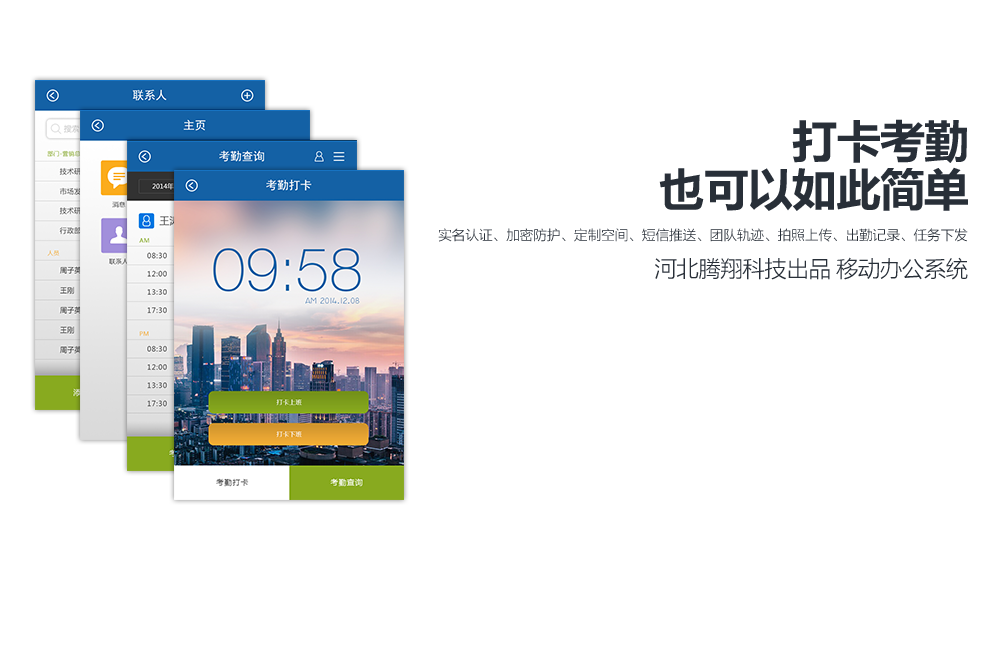 联系人
搜索
部门-营销总
技术研
市场发
技术研
行政部
人员
周子英
王刚
周子英
王刚
周子英
添
主页
消息
联系人
考勤查询
2014年
王
AM
08:30
12:00
13:30
17:30
PM
08:30
12:00
13:30
17:30
考勤打卡
09:58
AM 2014.12.08
打卡上班
打卡下班
考勤打卡
考勤查询
打卡考勤
也可以如此简单
实名认证、加密防护、定制空间、短信推送、团队轨迹、拍照上传、出勤记录、任务下发
河北腾翔科技出品 移动办公系统